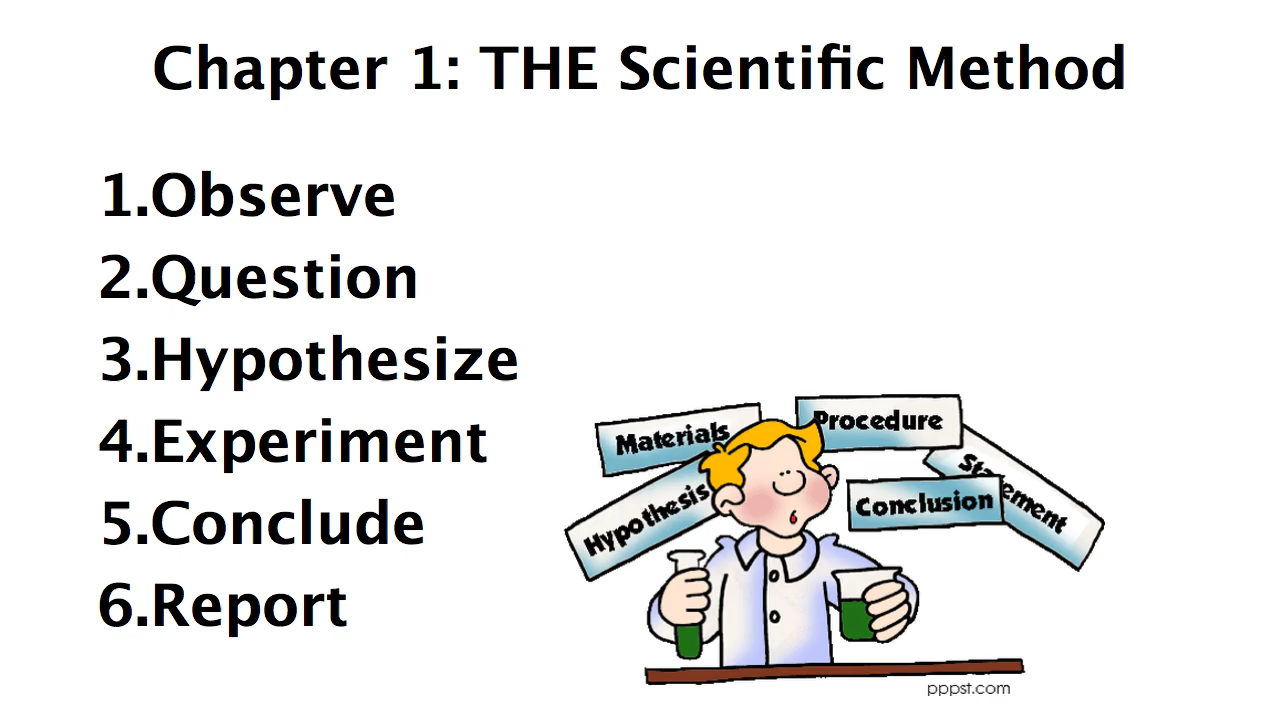 Chapter 1: THE Scientific Method
1.Observe
2.Question
3.Hypothesize
4.Experiment
5.Conclude
6.Report
Materials
Procedure
Hypothesis
Conclusion
Statement
pppst.com